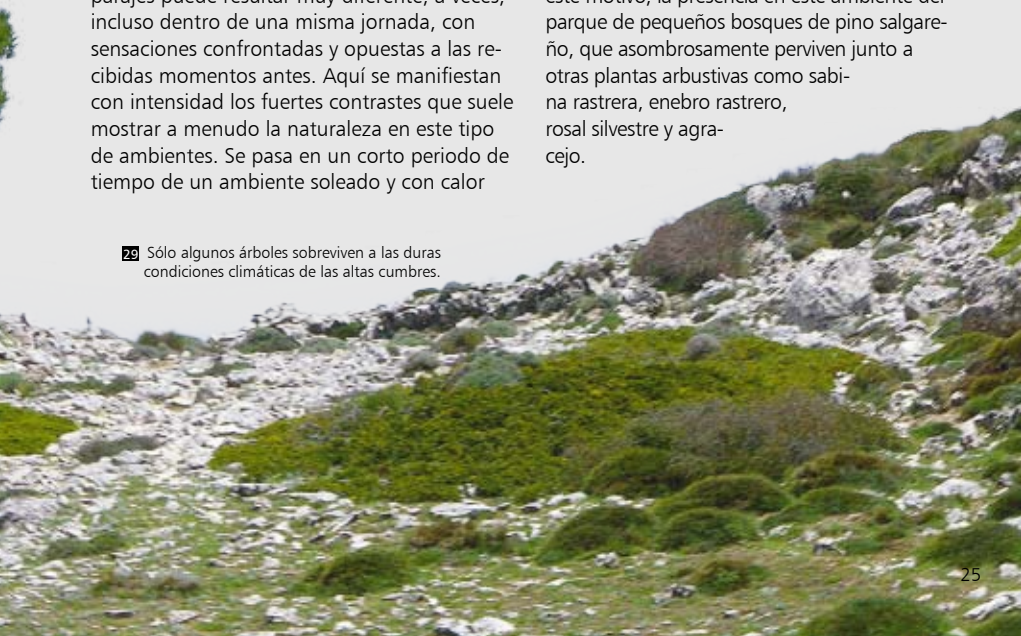 parajes puede resultar muy diferente, a veces,
incluso dentro de una misma jornada, con
sensaciones confrontadas y opuestas a las re-
cibidas momentos antes. Aquí se manifiestan
con intensidad los fuertes contrastes que suele
mostrar a menudo la naturaleza en este tipo
de ambientes. Se pasa en un corto periodo de
tiempo de un ambiente soleado y con calor
este motivo, la presencia en este ambiente del
parque de pequeños bosques de pino salgare-
ño, que asombrosamente perviven junto a
otras plantas arbustivas como sabi-
na rastrera, enebro rastrero,
rosal silvestre y agra-
cejo.
29 Sólo algunos árboles sobreviven a las duras
condiciones climáticas de las altas cumbres.
25